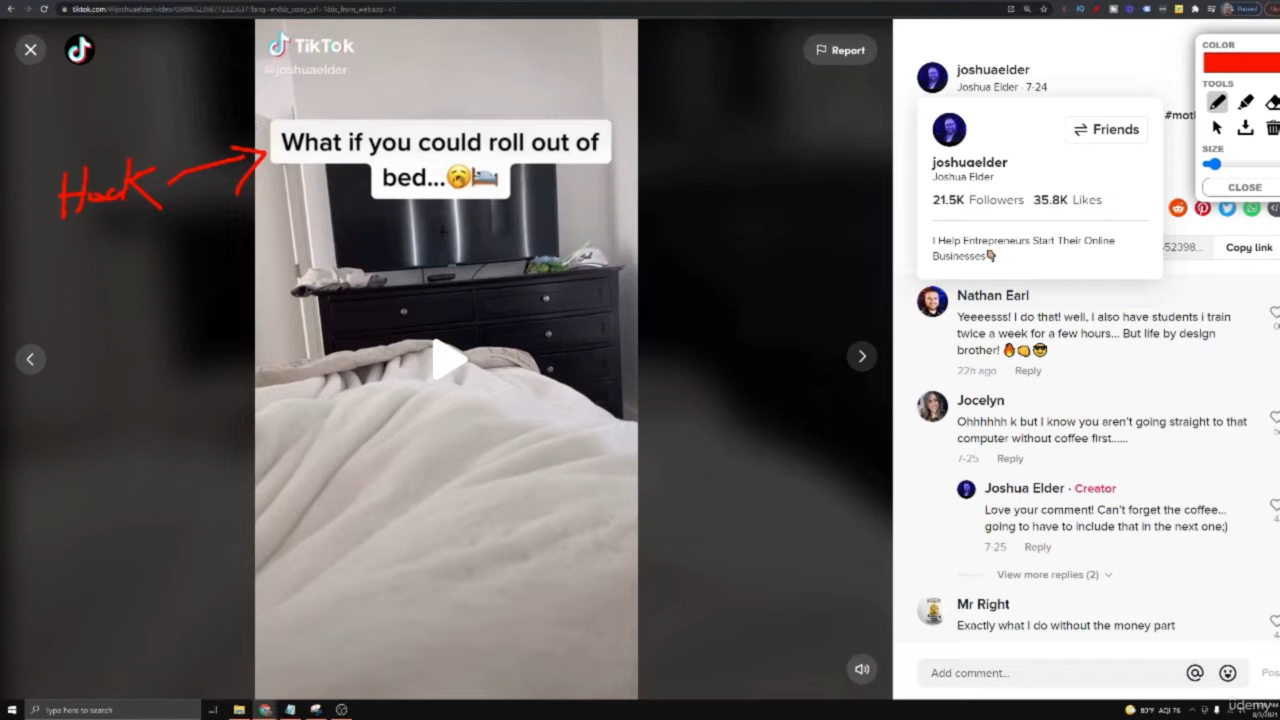 TikTok
@joshuaelder
Report
What if you could roll out of
bed...🥱🛏️
HooK
joshuaelder
Joshua Elder · 7-24
Friends
joshuaelder
Joshua Elder
21.5K Followers 35.8K Likes
I Help Entrepreneurs Start Their Online
Businesses👇🏽
COLOR
TOOLS
SIZE
CLOSE
52398...
Copy link
Nathan Earl
Yeeeesss! I do that! well, I also have students i train
twice a week for a few hours... But life by design
brother! 🔥👊😎
22h ago Reply
Jocelyn
Ohhhhhh k but I know you aren't going straight to that
computer without coffee first......
7-25 Reply
Joshua Elder · Creator
Love your comment! Can't forget the coffee...
going to have to include that in the next one;)
7-25 Reply
View more replies (2)
Mr Right
Exactly what I do without the money part
Add comment...
@
Type here to search
83°F AQI 76
udemy